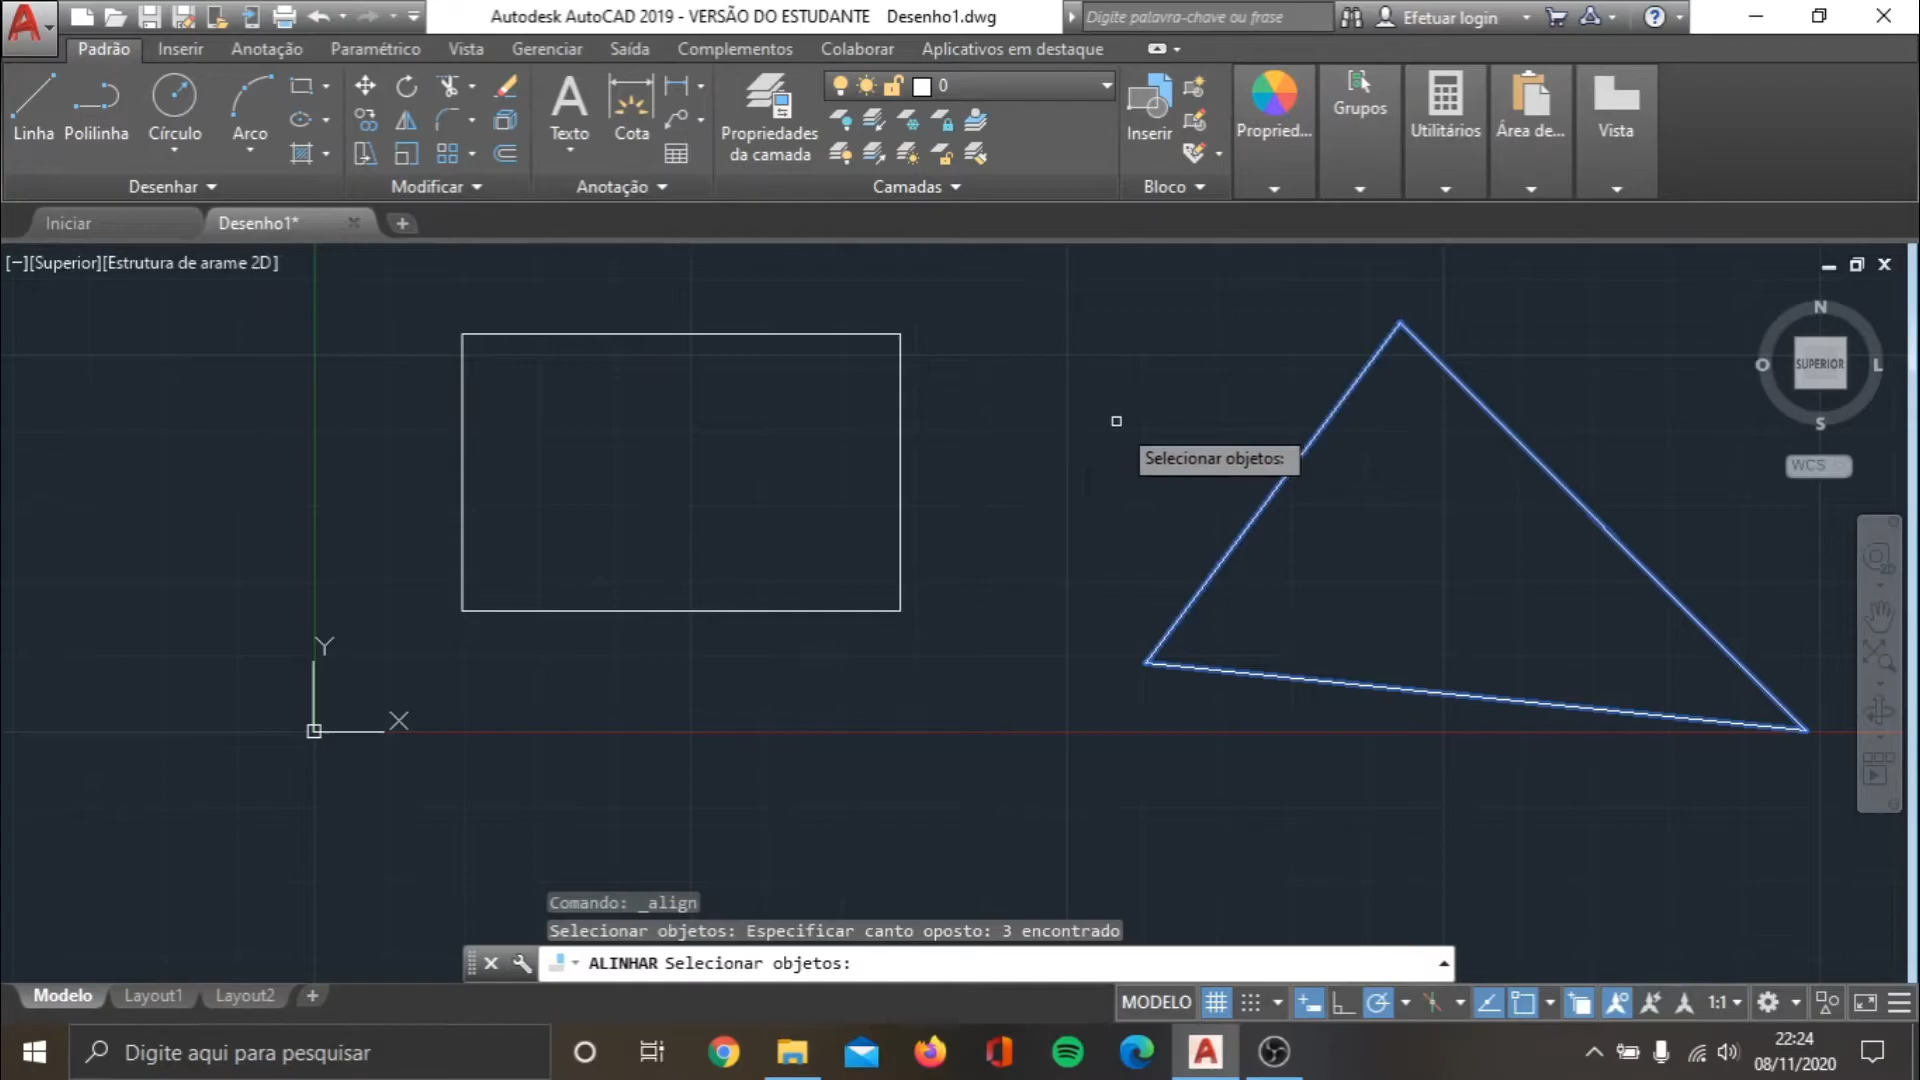 Autodesk AutoCAD 2019 - VERSÃO DO ESTUDANTE Desenho1.dwg
Digite palavra-chave ou frase
Efetuar login
Padrão Inserir Anotação Paramétrico Vista Gerenciar Saída Complementos Colaborar Aplicativos em destaque
Linha Polilinha Círculo Arco
Texto Cota
Propriedades da camada
0
Inserir
Propried...
Grupos
Utilitários
Área de...
Vista
Desenhar Modificar Anotação Camadas Bloco
Iniciar Desenho1*
[−][Superior][Estrutura de arame 2D]
N
O SUPERIOR L
S
WCS
Selecionar objetos:
2D
Y
X
Comando: _align
Selecionar objetos: Especificar canto oposto: 3 encontrado
ALINHAR Selecionar objetos:
Modelo Layout1 Layout2
MODELO 1:1
Digite aqui para pesquisar
22:24
08/11/2020